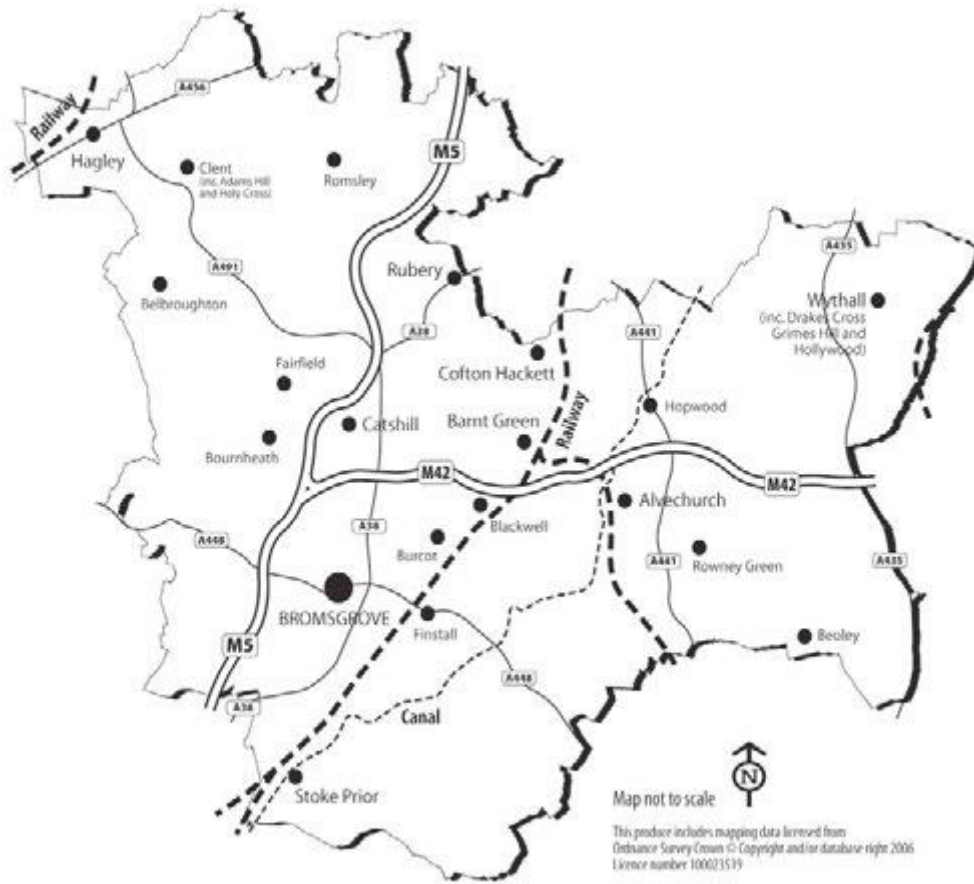 A456
Railway
M5
Hagley
Clent
(inc. Adams Hill
and Holy Cross)
Romsley
A491
Rubery
A435
Belbroughton
Wythall
(inc. Drakes Cross
Grimes Hill and
Hollywood)
A38
A441
Cofton Hackett
Fairfield
Hopwood
Catshill
Barnt Green
Railway
Bournheath
M42
M42
Alvechurch
Blackwell
A38
A448
Burcot
Rowney Green
A441
A435
BROMSGROVE
Finstall
M5
Beoley
A448
A38
Canal
Stoke Prior
N
Map not to scale
This produce includes mapping data licensed from
Ordnance Survey Crown © Copyright and/or database right 2006
Licence number 100023519